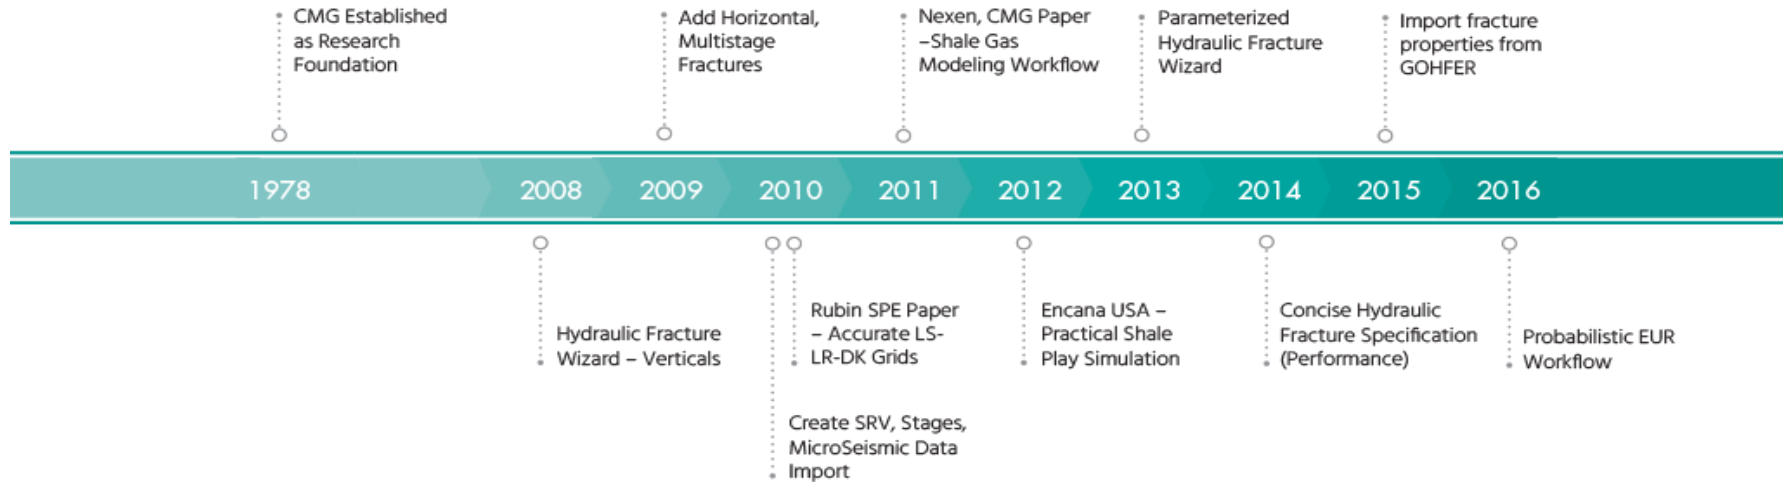 CMG Established
as Research
Foundation
Add Horizontal,
Multistage
Fractures
Nexen, CMG Paper
–Shale Gas
Modeling Workflow
Parameterized
Hydraulic Fracture
Wizard
Import fracture
properties from
GOHFER
1978
2008
2009
2010
2011
2012
2013
2014
2015
2016
Hydraulic Fracture
Wizard – Verticals
Rubin SPE Paper
– Accurate LS-
LR-DK Grids
Create SRV, Stages,
MicroSeismic Data
Import
Encana USA –
Practical Shale
Play Simulation
Concise Hydraulic
Fracture Specification
(Performance)
Probabilistic EUR
Workflow